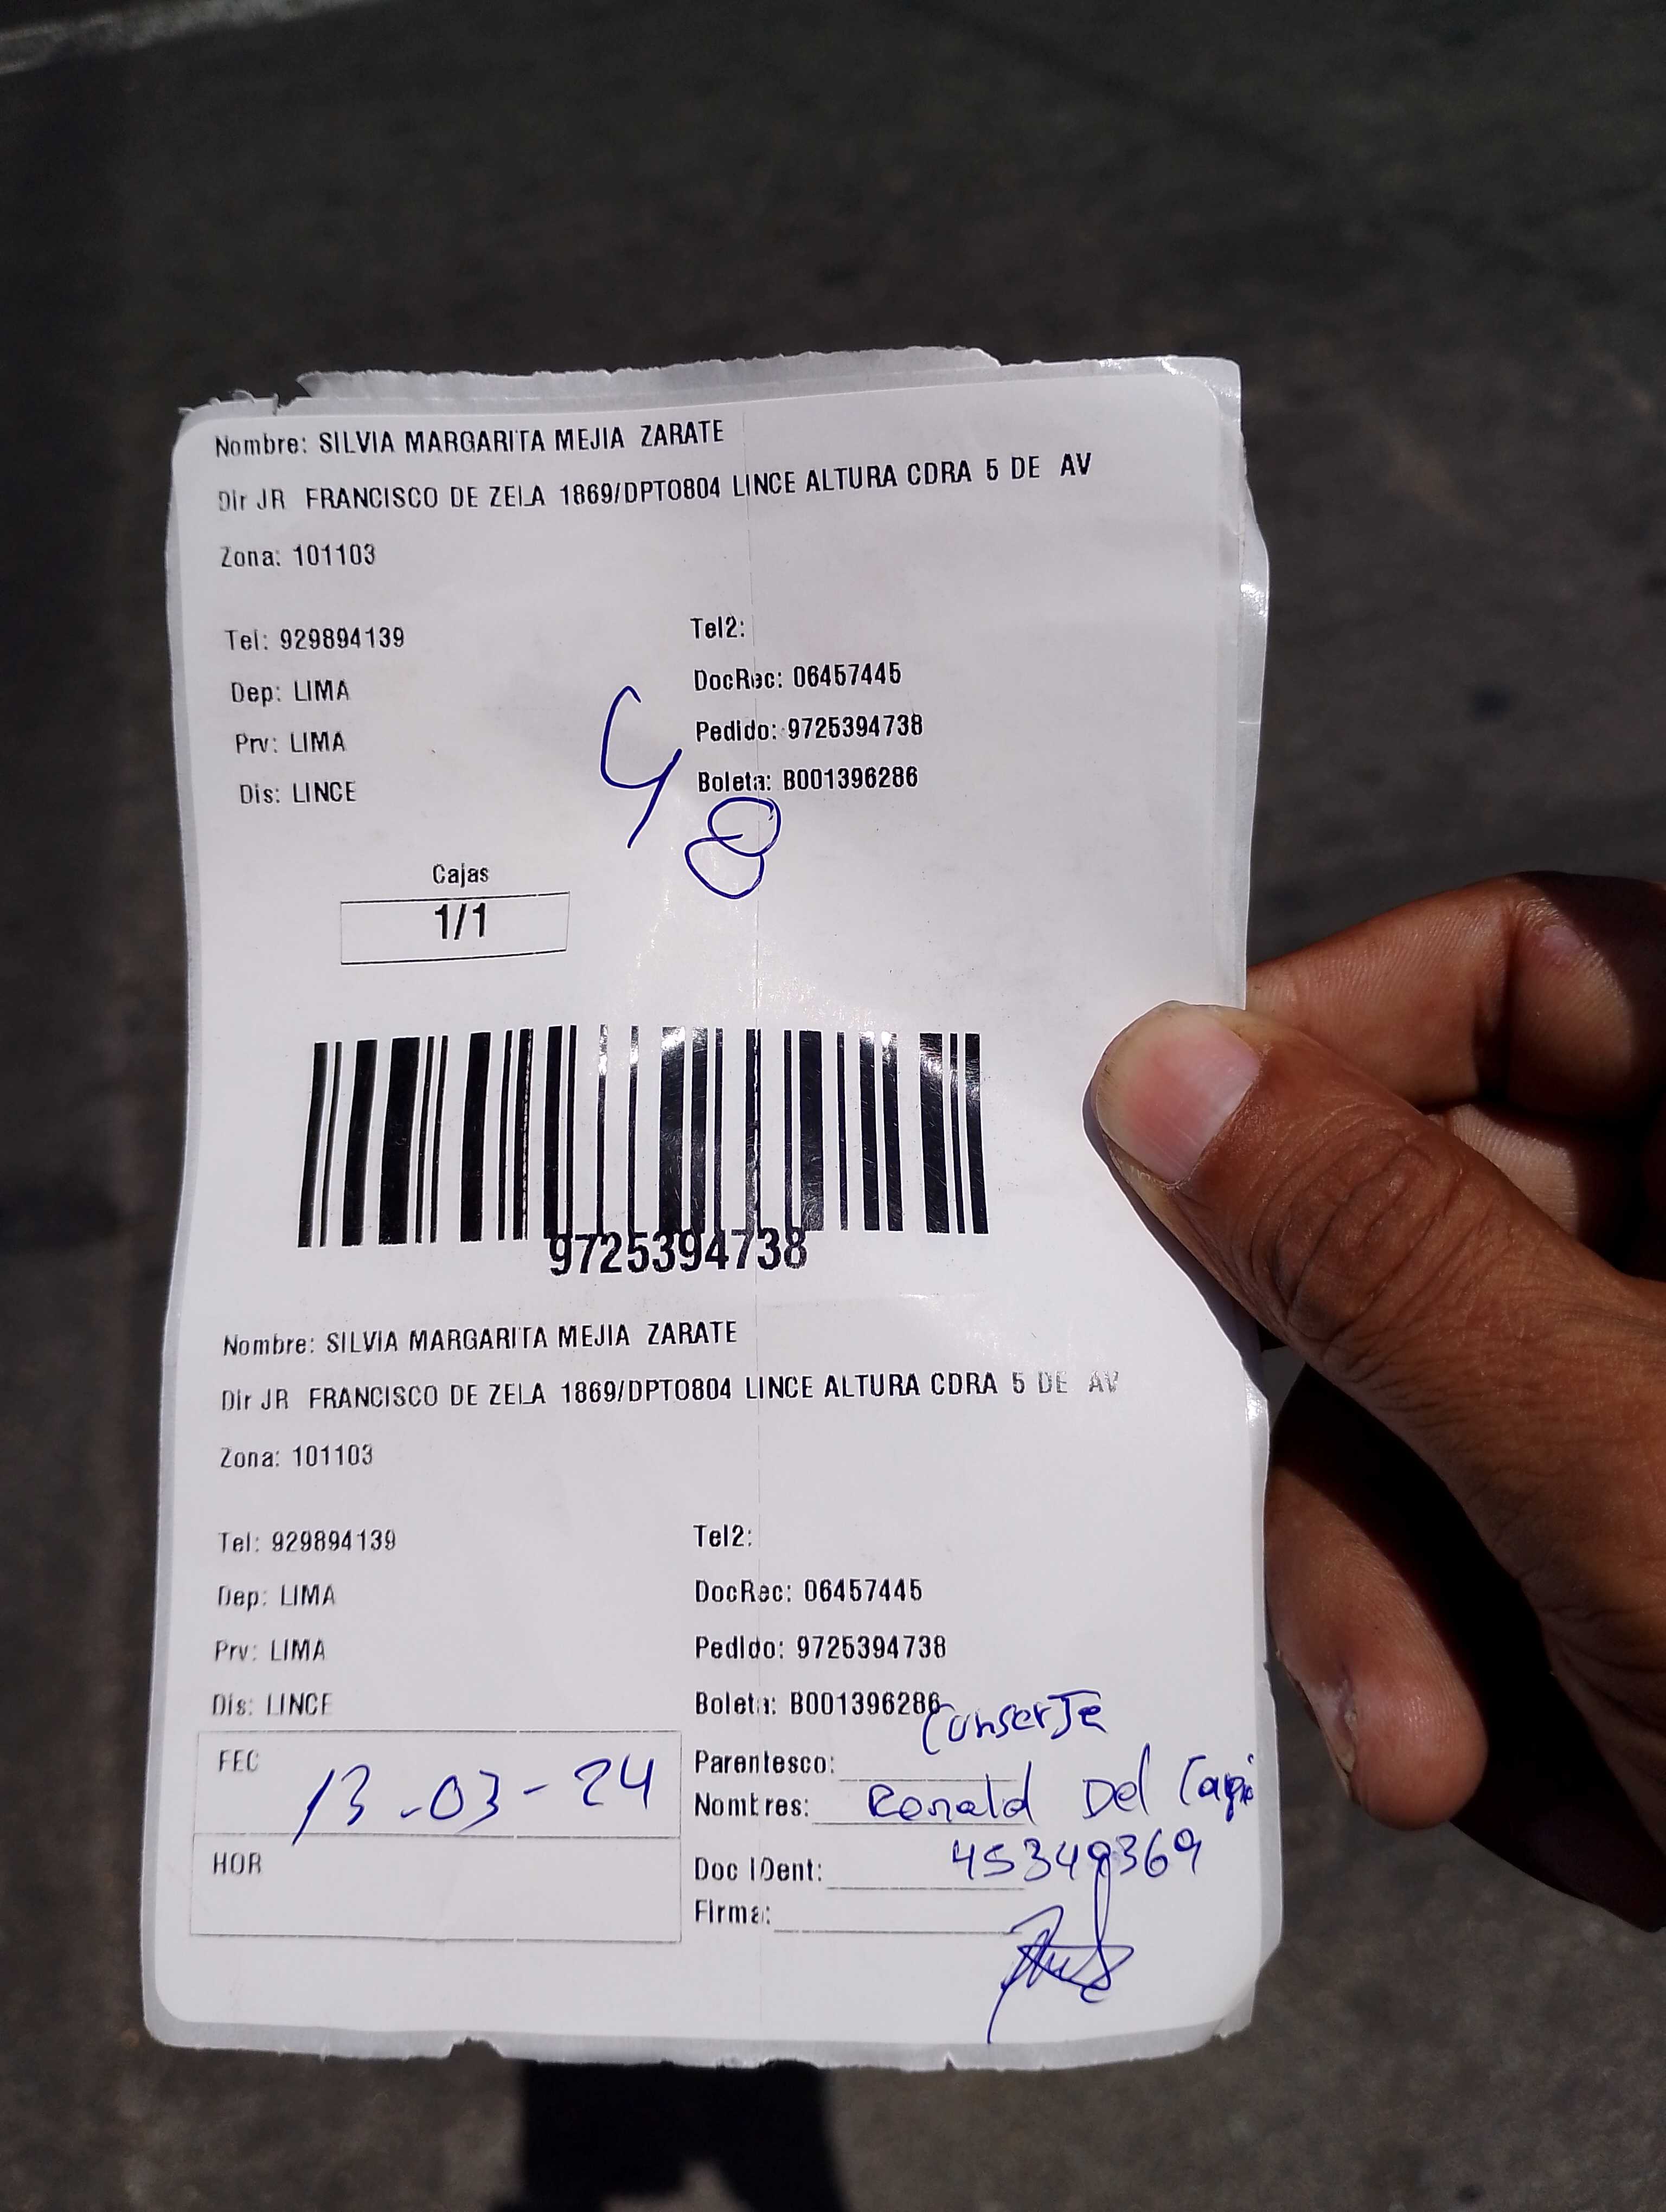 Nombre: SILVIA MARGARITA MEJIA ZARATE
Dir JR FRANCISCO DE ZELA 1869/DPTO804 LINCE ALTURA CDRA 5 DE AV
Zona: 101103
Tel: 929894139 Tel2:
Dep: LIMA DocRec: 06457445
Prv: LIMA Pedido: 9725394738
Dis: LINCE Boleta: B001396286
Cajas
1/1
9725394738
Nombre: SILVIA MARGARITA MEJIA ZARATE
Dir JR FRANCISCO DE ZELA 1869/DPTO804 LINCE ALTURA CDRA 5 DE AV
Zona: 101103
Tel: 929894139 Tel2:
Dep: LIMA DocRec: 06457445
Prv: LIMA Pedido: 9725394738
Dis: LINCE Boleta: B001396286
FEC 13-03-24
Parentesco: Conserje
Nombres: Ronald Del
HOR
Doc IDent: 45349369
Firma: